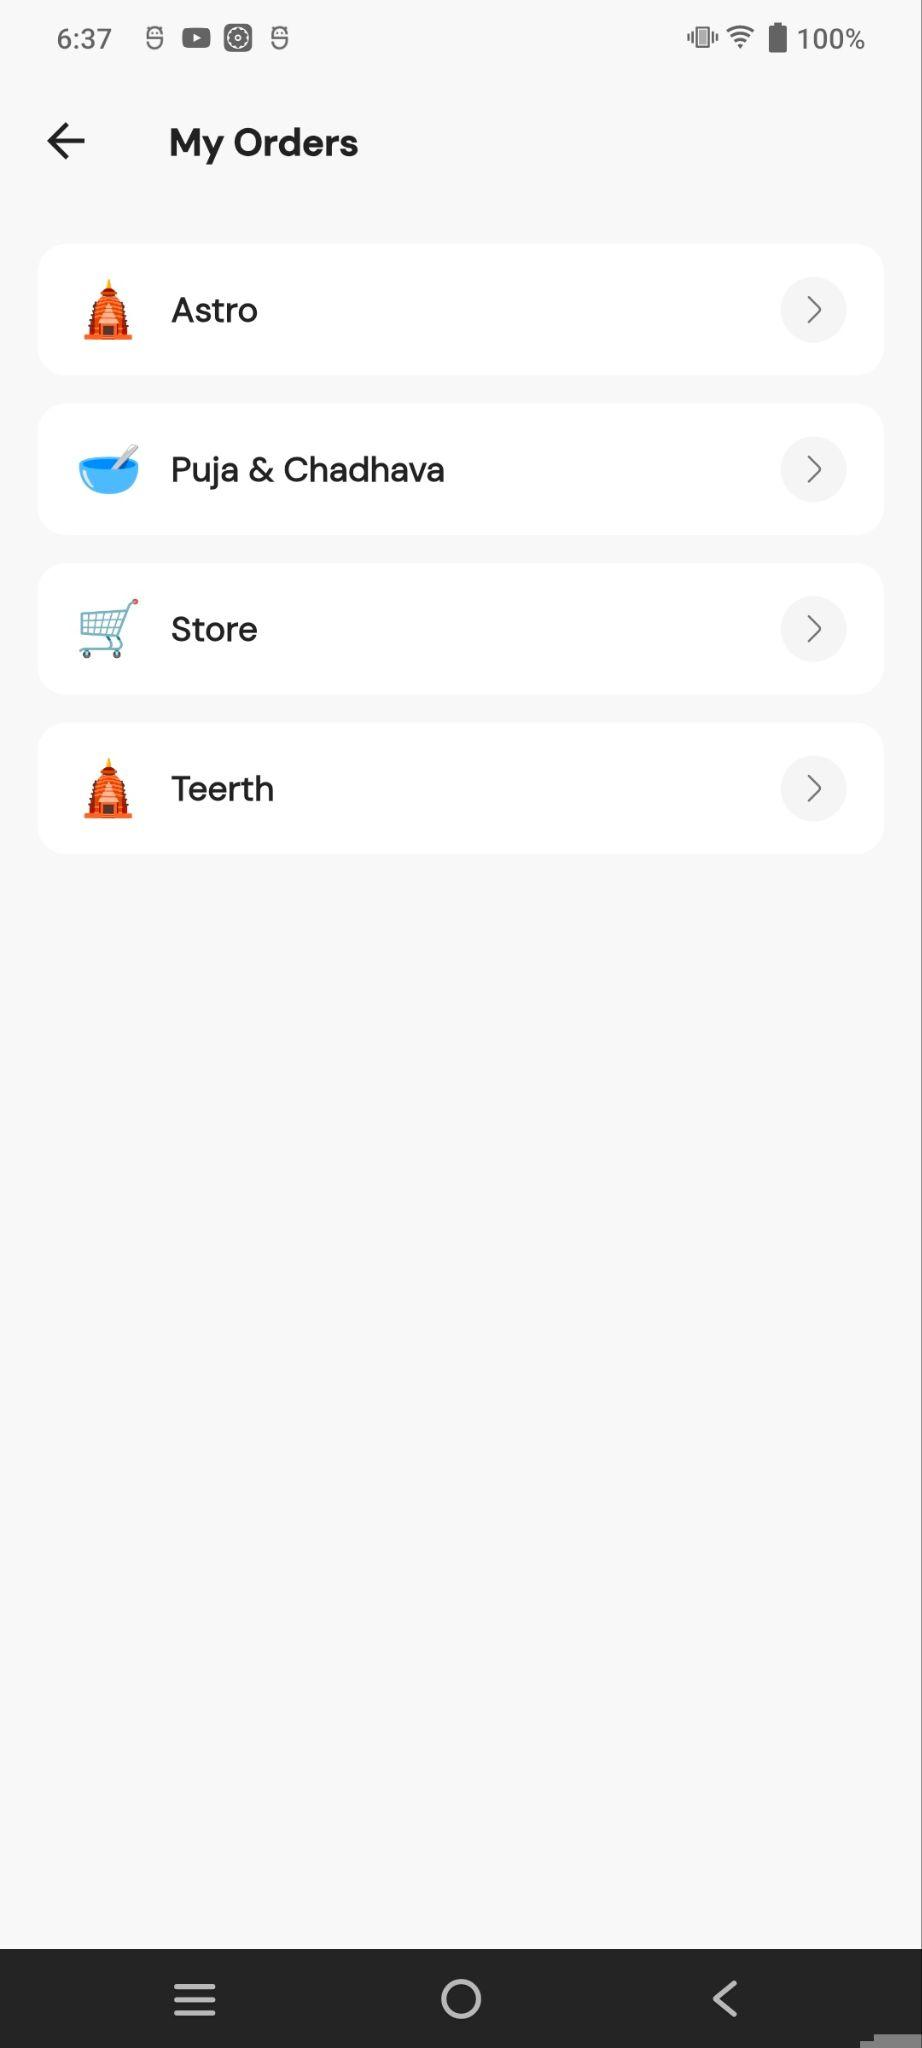 6:37
100%
My Orders
Astro
Puja & Chadhava
Store
Teerth